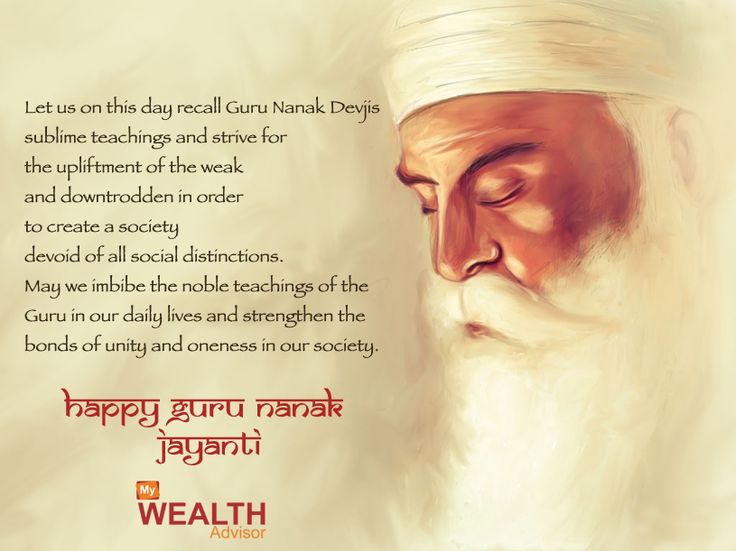 Let us on this day recall Guru Nanak Devjis
sublime teachings and strive for
the upliftment of the weak
and downtrodden in order
to create a society
devoid of all social distinctions.
May we imbibe the noble teachings of the
Guru in our daily lives and strengthen the
bonds of unity and oneness in our society.
Happy Guru Nanak
Jayanti
My
WEALTH
Advisor